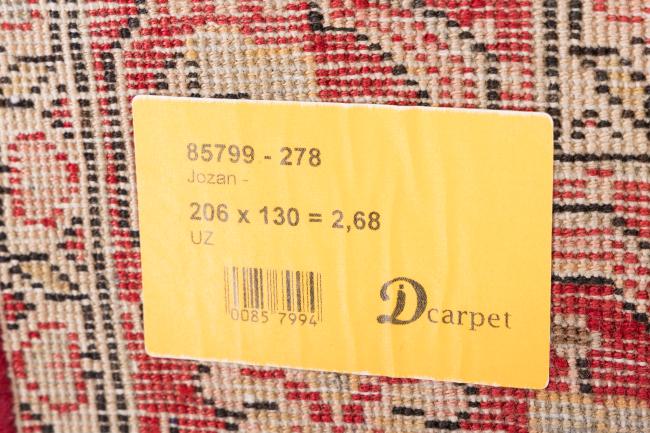 85799 - 278
Jozan -
206 x 130 = 2,68
UZ
0085 7994
D carpet